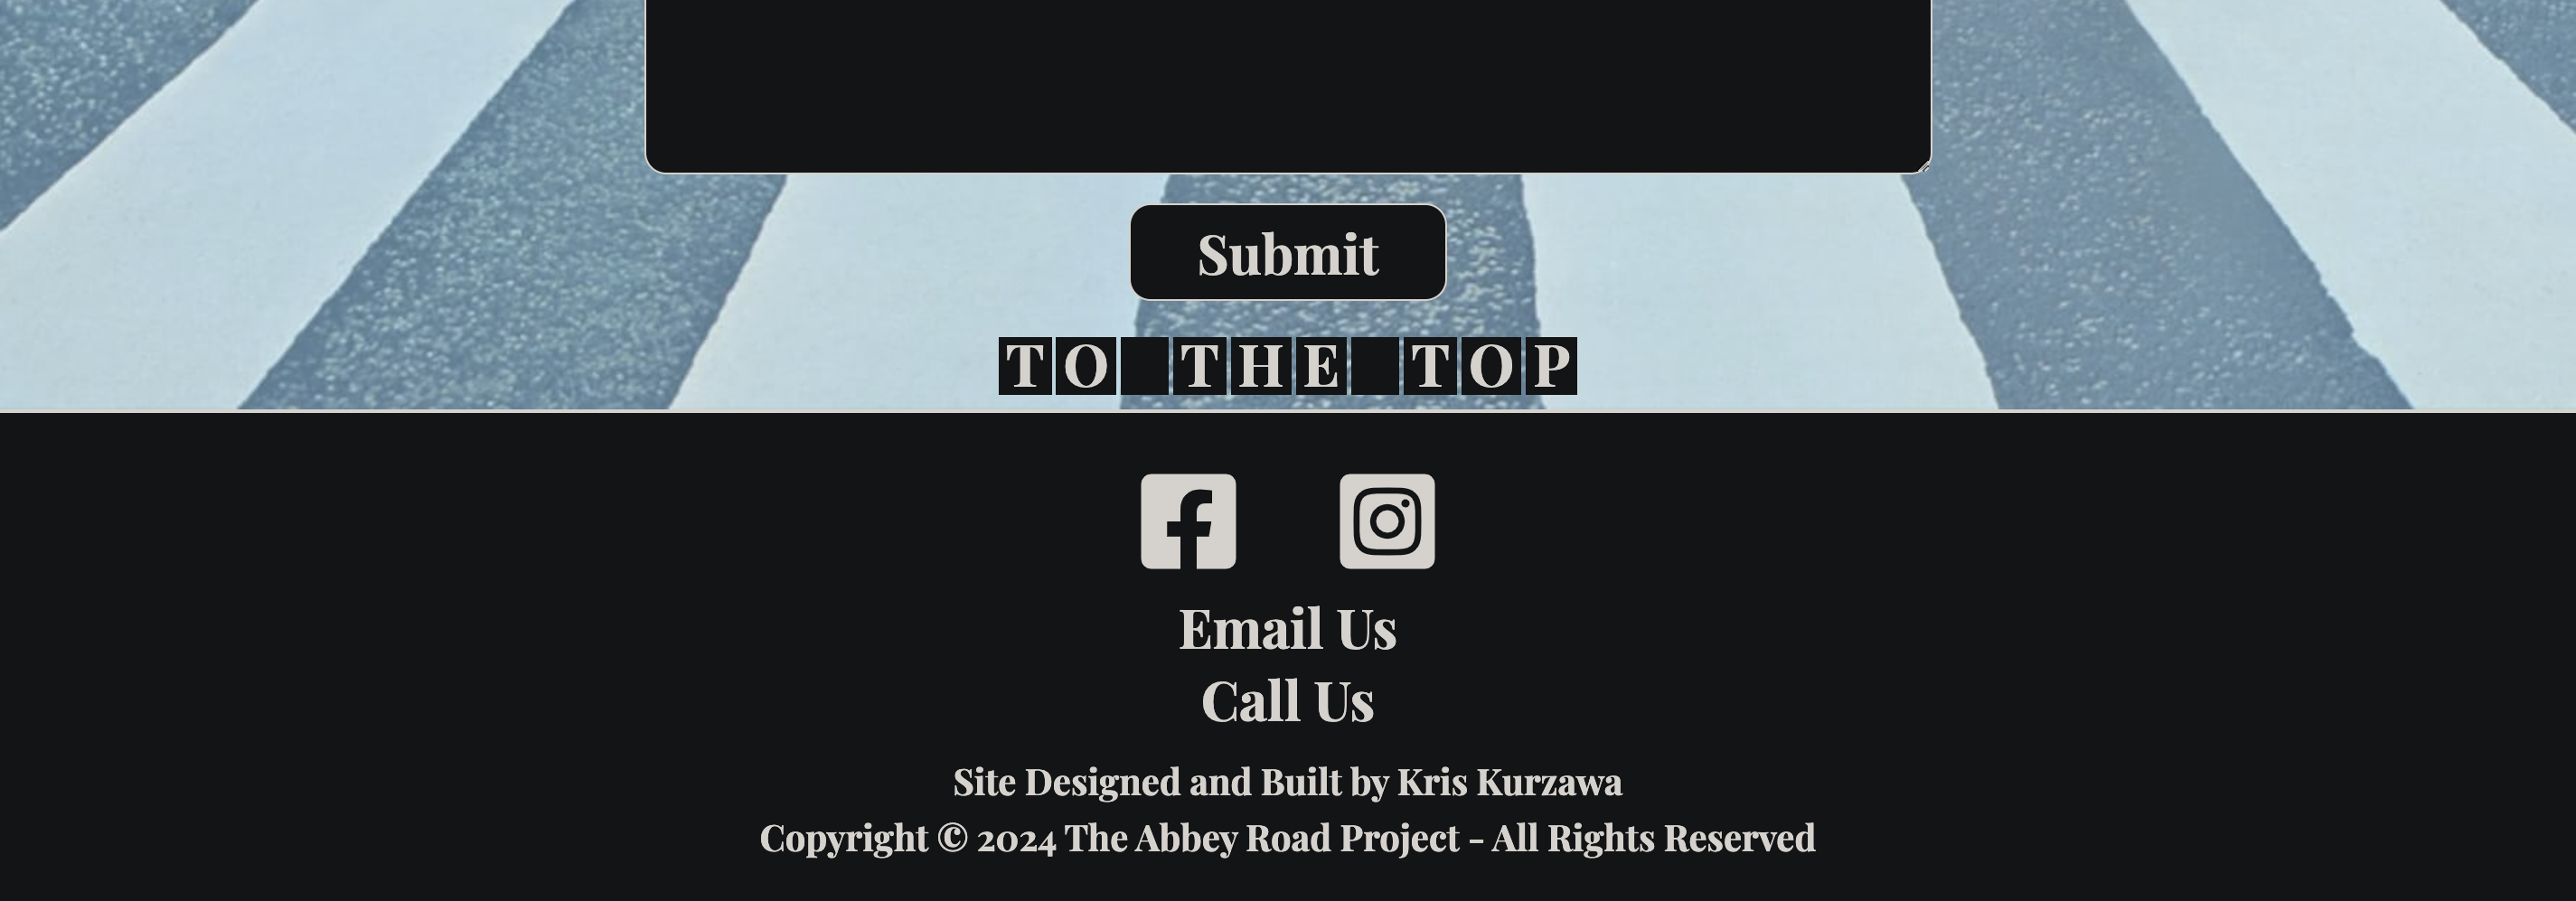 Submit
TO THE TOP
Email Us
Call Us
Site Designed and Built by Kris Kurzawa
Copyright © 2024 The Abbey Road Project - All Rights Reserved